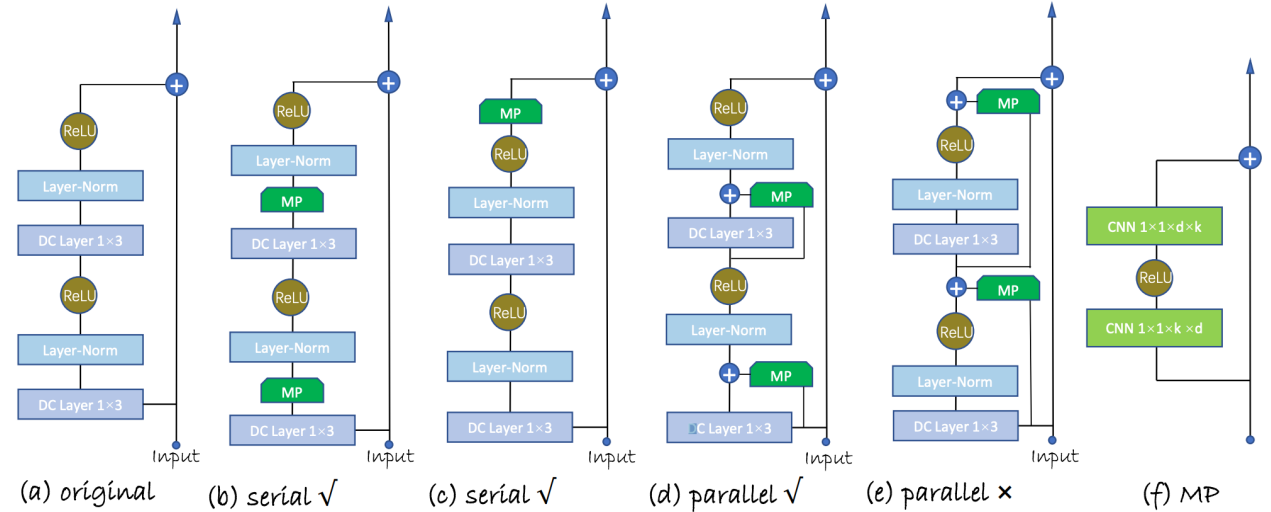 ReLU
Layer-Norm
DC Layer 1×3
ReLU
Layer-Norm
DC Layer 1×3
Input
(a) original
ReLU
Layer-Norm
MP
DC Layer 1×3
ReLU
Layer-Norm
MP
DC Layer 1×3
Input
(b) serial √
MP
ReLU
Layer-Norm
DC Layer 1×3
ReLU
Layer-Norm
DC Layer 1×3
Input
(c) serial √
ReLU
Layer-Norm
MP
DC Layer 1×3
ReLU
Layer-Norm
MP
C Layer 1×3
Input
(d) parallel √
MP
ReLU
Layer-Norm
DC Layer 1×3
MP
ReLU
Layer-Norm
DC Layer 1×3
Input
(e) parallel ×
CNN 1×1×d×k
ReLU
CNN 1×1×k ×d
(f) MP